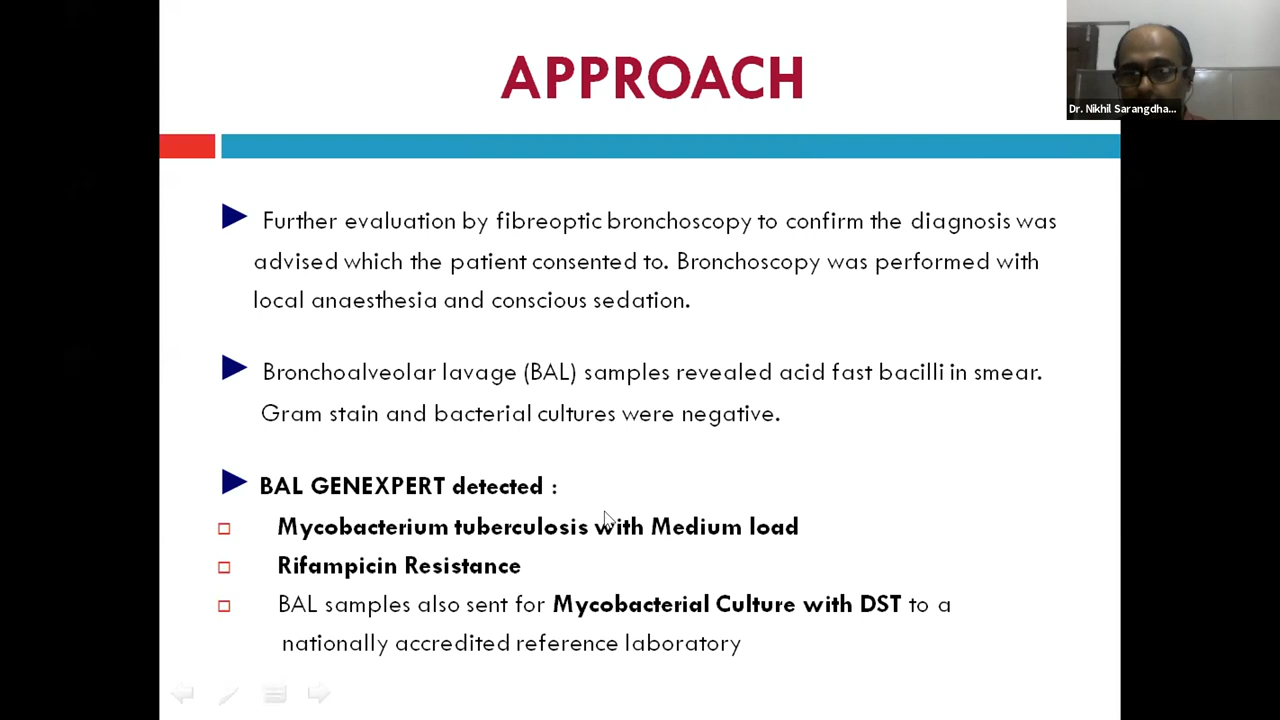 APPROACH
Dr. Nikhil Sarangdha...
Further evaluation by fibreoptic bronchoscopy to confirm the diagnosis was
advised which the patient consented to. Bronchoscopy was performed with
local anaesthesia and conscious sedation.
Bronchoalveolar lavage (BAL) samples revealed acid fast bacilli in smear.
Gram stain and bacterial cultures were negative.
BAL GENEXPERT detected :
Mycobacterium tuberculosis with Medium load
Rifampicin Resistance
BAL samples also sent for Mycobacterial Culture with DST to a
nationally accredited reference laboratory